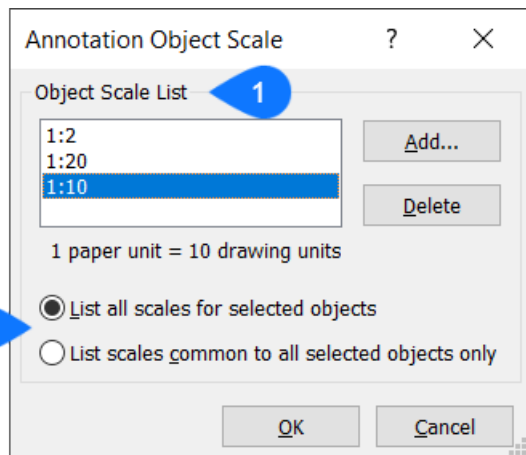 Annotation Object Scale ? ×
Object Scale List 1
1:2
1:20
1:10
Add...
Delete
1 paper unit = 10 drawing units
List all scales for selected objects
List scales common to all selected objects only
OK Cancel